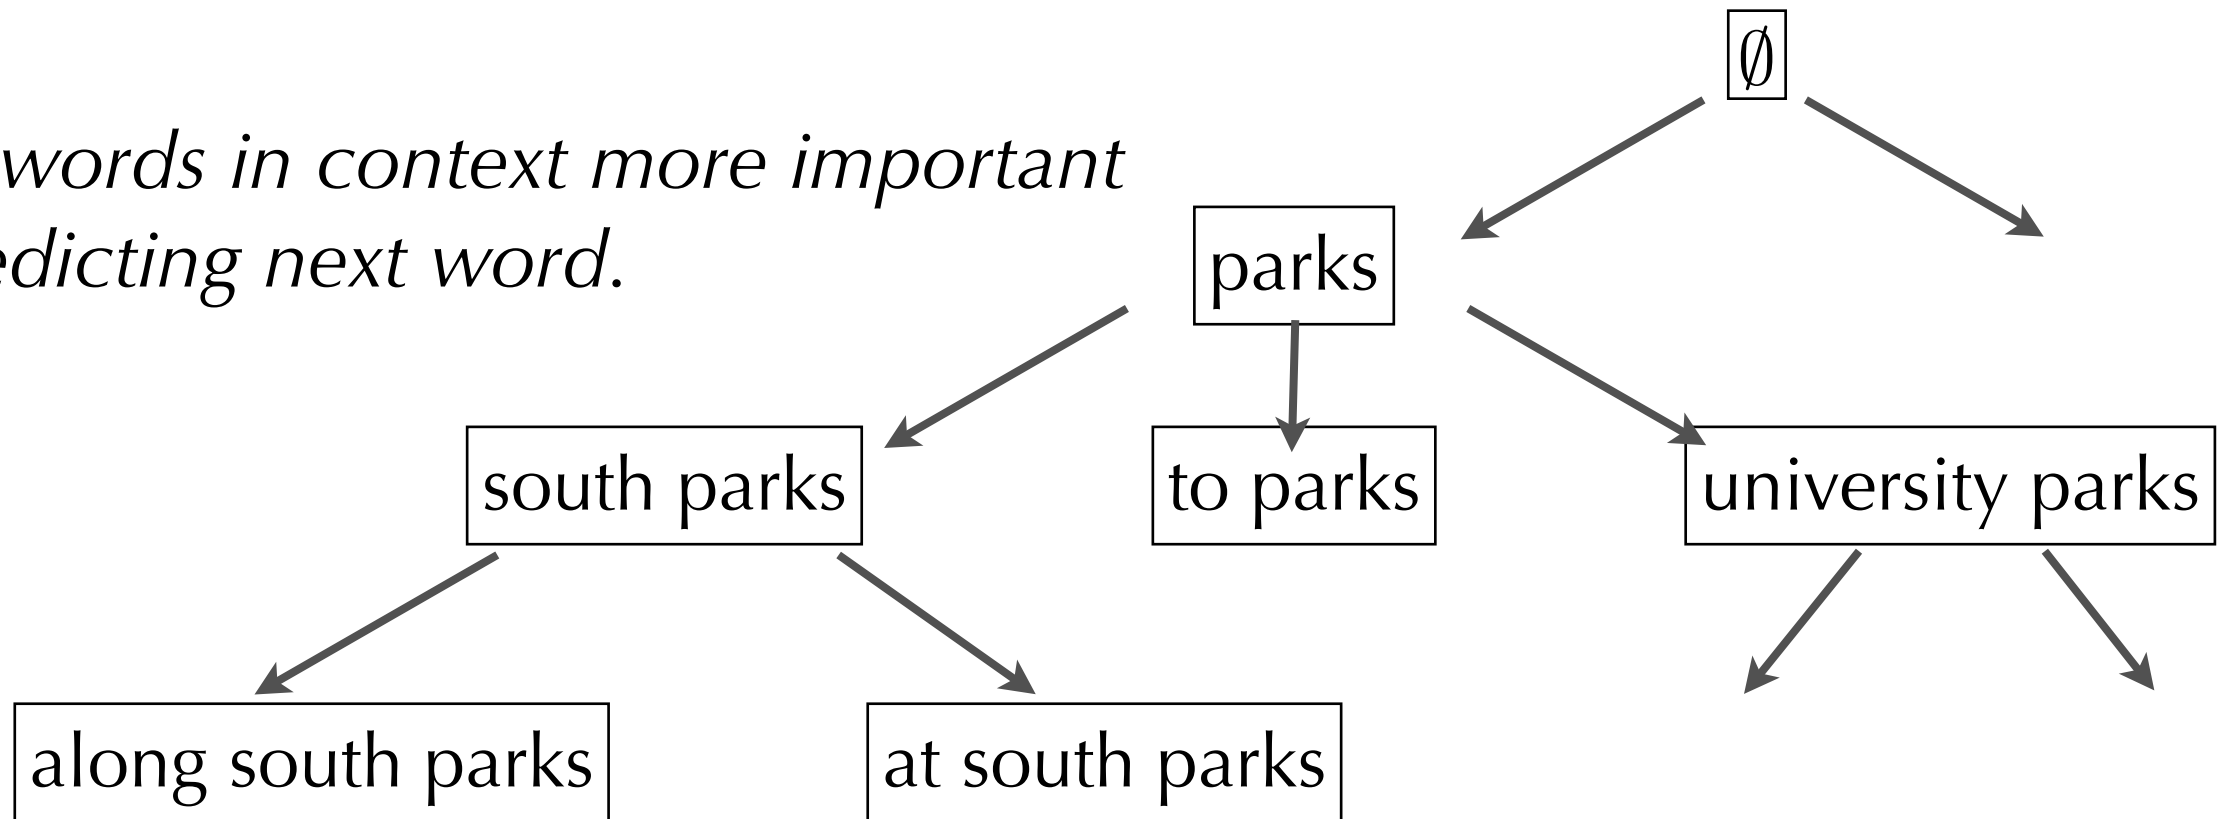 ∅
words in context more important
edicting next word.
parks
south parks
to parks
university parks
along south parks
at south parks